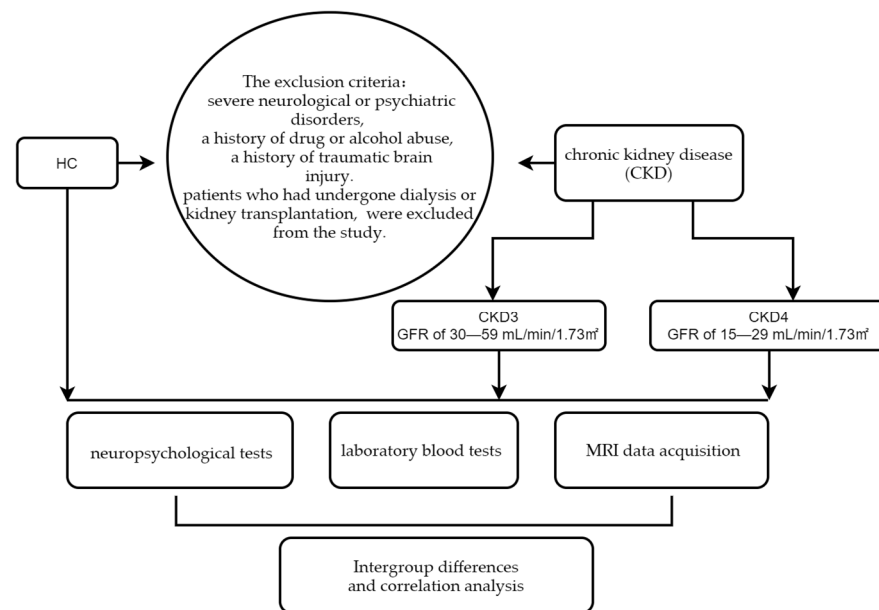 The exclusion criteria:
severe neurological or psychiatric
disorders,
a history of drug or alcohol abuse,
a history of traumatic brain
injury.
patients who had undergone dialysis or
kidney transplantation, were excluded
from the study.
HC
chronic kidney disease
(CKD)
CKD3
GFR of 30—59 mL/min/1.73㎡
CKD4
GFR of 15—29 mL/min/1.73㎡
neuropsychological tests
laboratory blood tests
MRI data acquisition
Intergroup differences
and correlation analysis